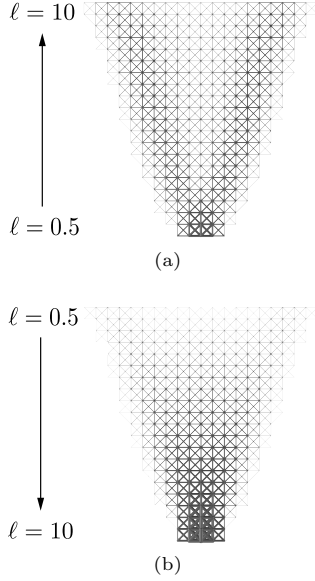 ℓ = 10
ℓ = 0.5
(a)
ℓ = 0.5
ℓ = 10
(b)